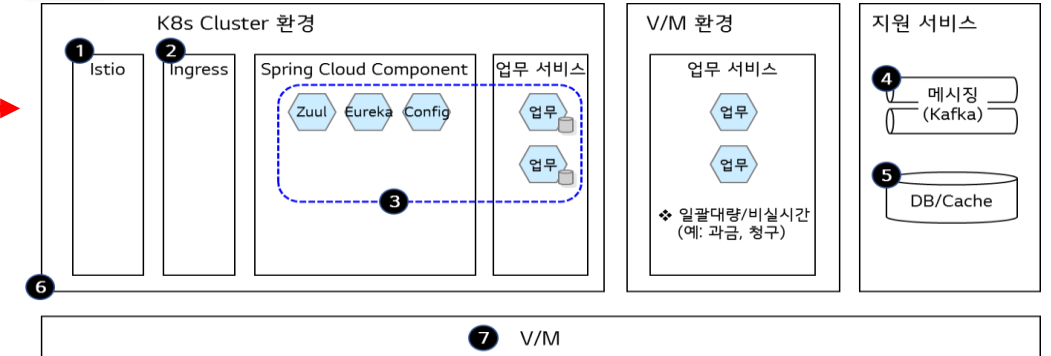 K8s Cluster 환경
V/M 환경
지원 서비스
1
2
Istio
Ingress
Spring Cloud Component
업무 서비스
업무 서비스
Zuul
Eureka
Config
업무
업무
3
업무
업무
❖ 일괄대량/비실시간
(예: 과금, 청구)
4
메시징
(Kafka)
5
DB/Cache
6
7 V/M